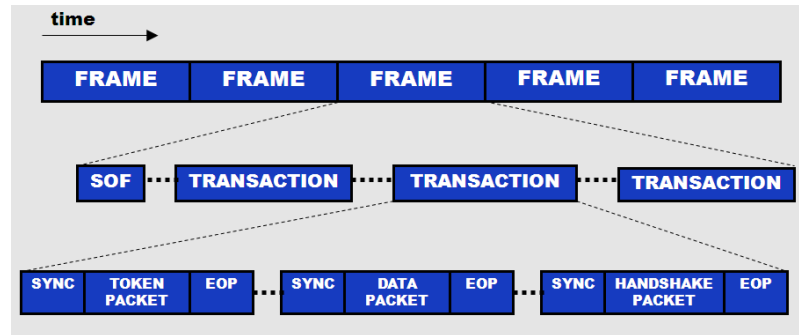 time
FRAME FRAME FRAME FRAME FRAME
SOF TRANSACTION TRANSACTION TRANSACTION
SYNC TOKEN PACKET EOP SYNC DATA PACKET EOP SYNC HANDSHAKE PACKET EOP